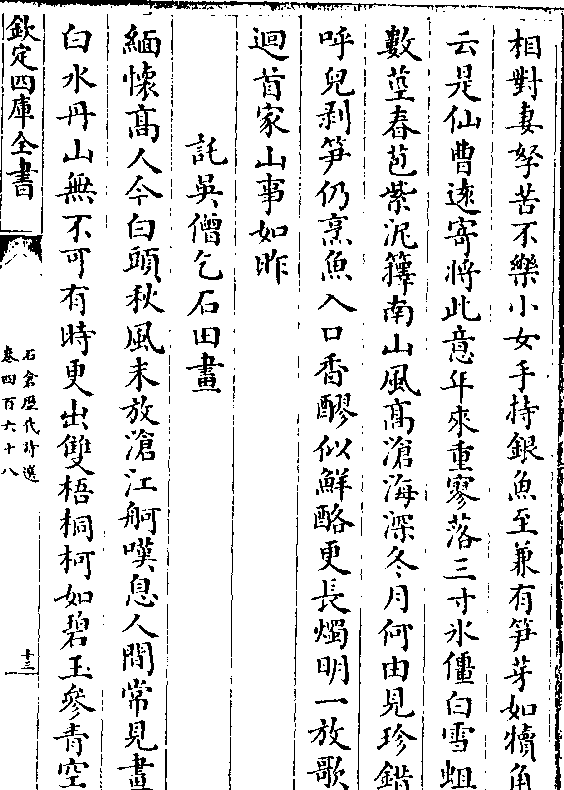 相對妻孥苦不樂小女手持銀魚至兼有筍芽如犢角
云是仙曹遠寄將此意年來重寥落三寸氷僵白雪蛆
數莖春苞紫泥籜南山風髙滄海深冬月何由見珍錯
呼兒剥筍仍烹魚入口香醪似鮮酪更長燭明一放歌
迴首家山事如昨
託吳僧乞石田畫
緬懷髙人今白頭秋風未放滄江舸嘆息人間常見畫
白水丹山無不可有時更出雙梧桐柯如碧玉參青空
欽定四庫全書
石倉歷代詩選
卷四百六十八
十三